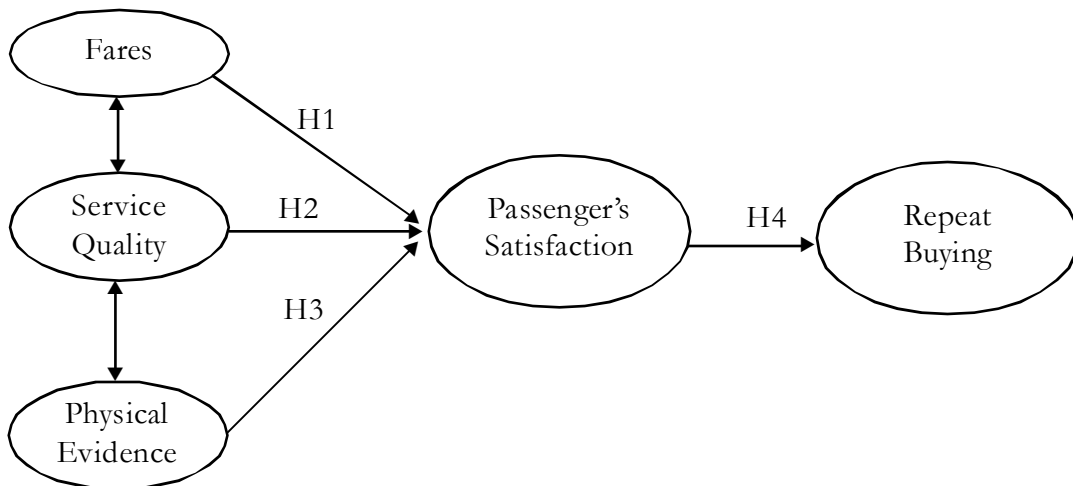 Fares
H1
Service
Quality
H2
Passenger’s
Satisfaction
H4
Repeat
Buying
H3
Physical
Evidence